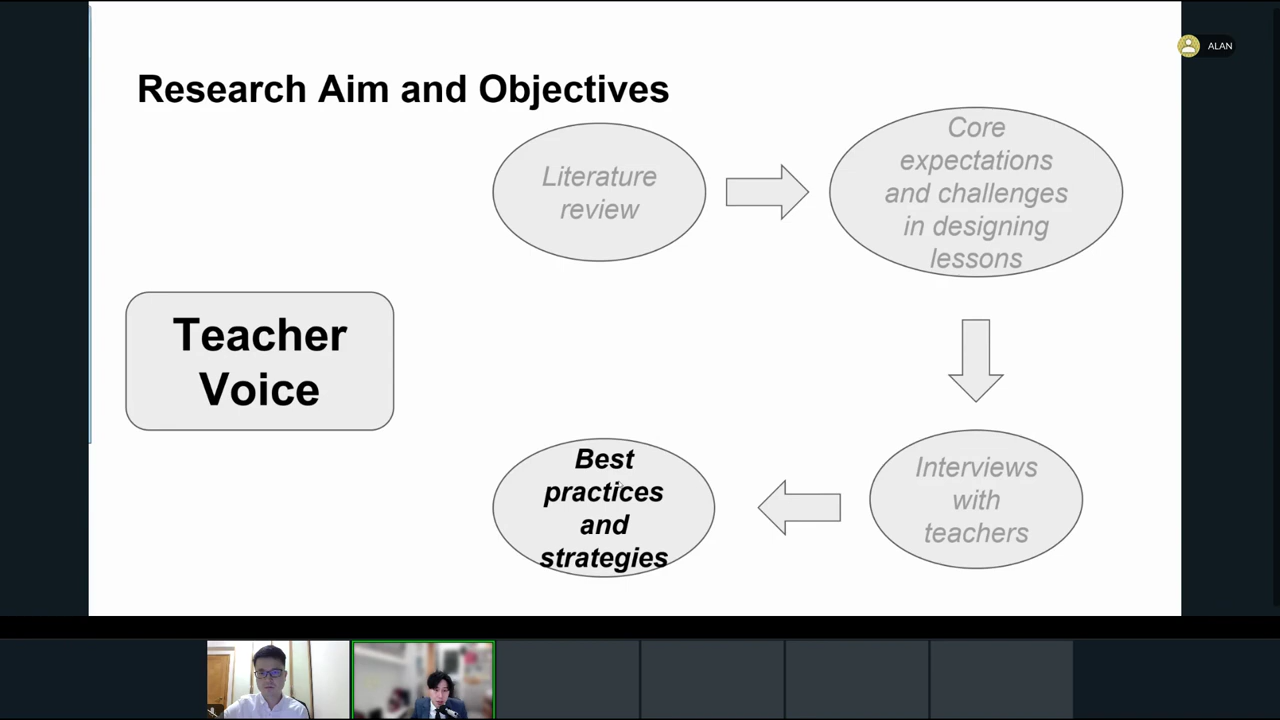 ALAN
Research Aim and Objectives
Literature
review
Core
expectations
and challenges
in designing
lessons
Teacher
Voice
Best
practices
and
strategies
Interviews
with
teachers